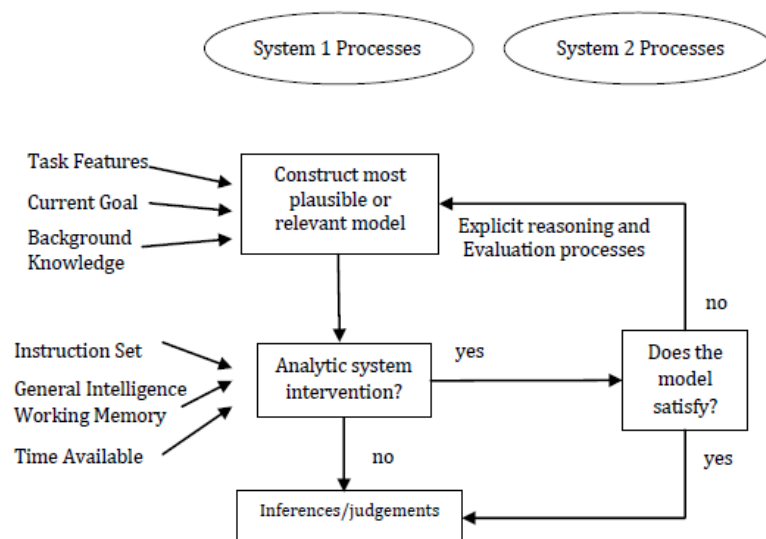 System 1 Processes
System 2 Processes
Task Features
Current Goal
Background
Knowledge
Construct most
plausible or
relevant model
Explicit reasoning and
Evaluation processes
no
Instruction Set
General Intelligence
Working Memory
Time Available
Analytic system
intervention?
yes
Does the
model
satisfy?
no
yes
Inferences/judgements